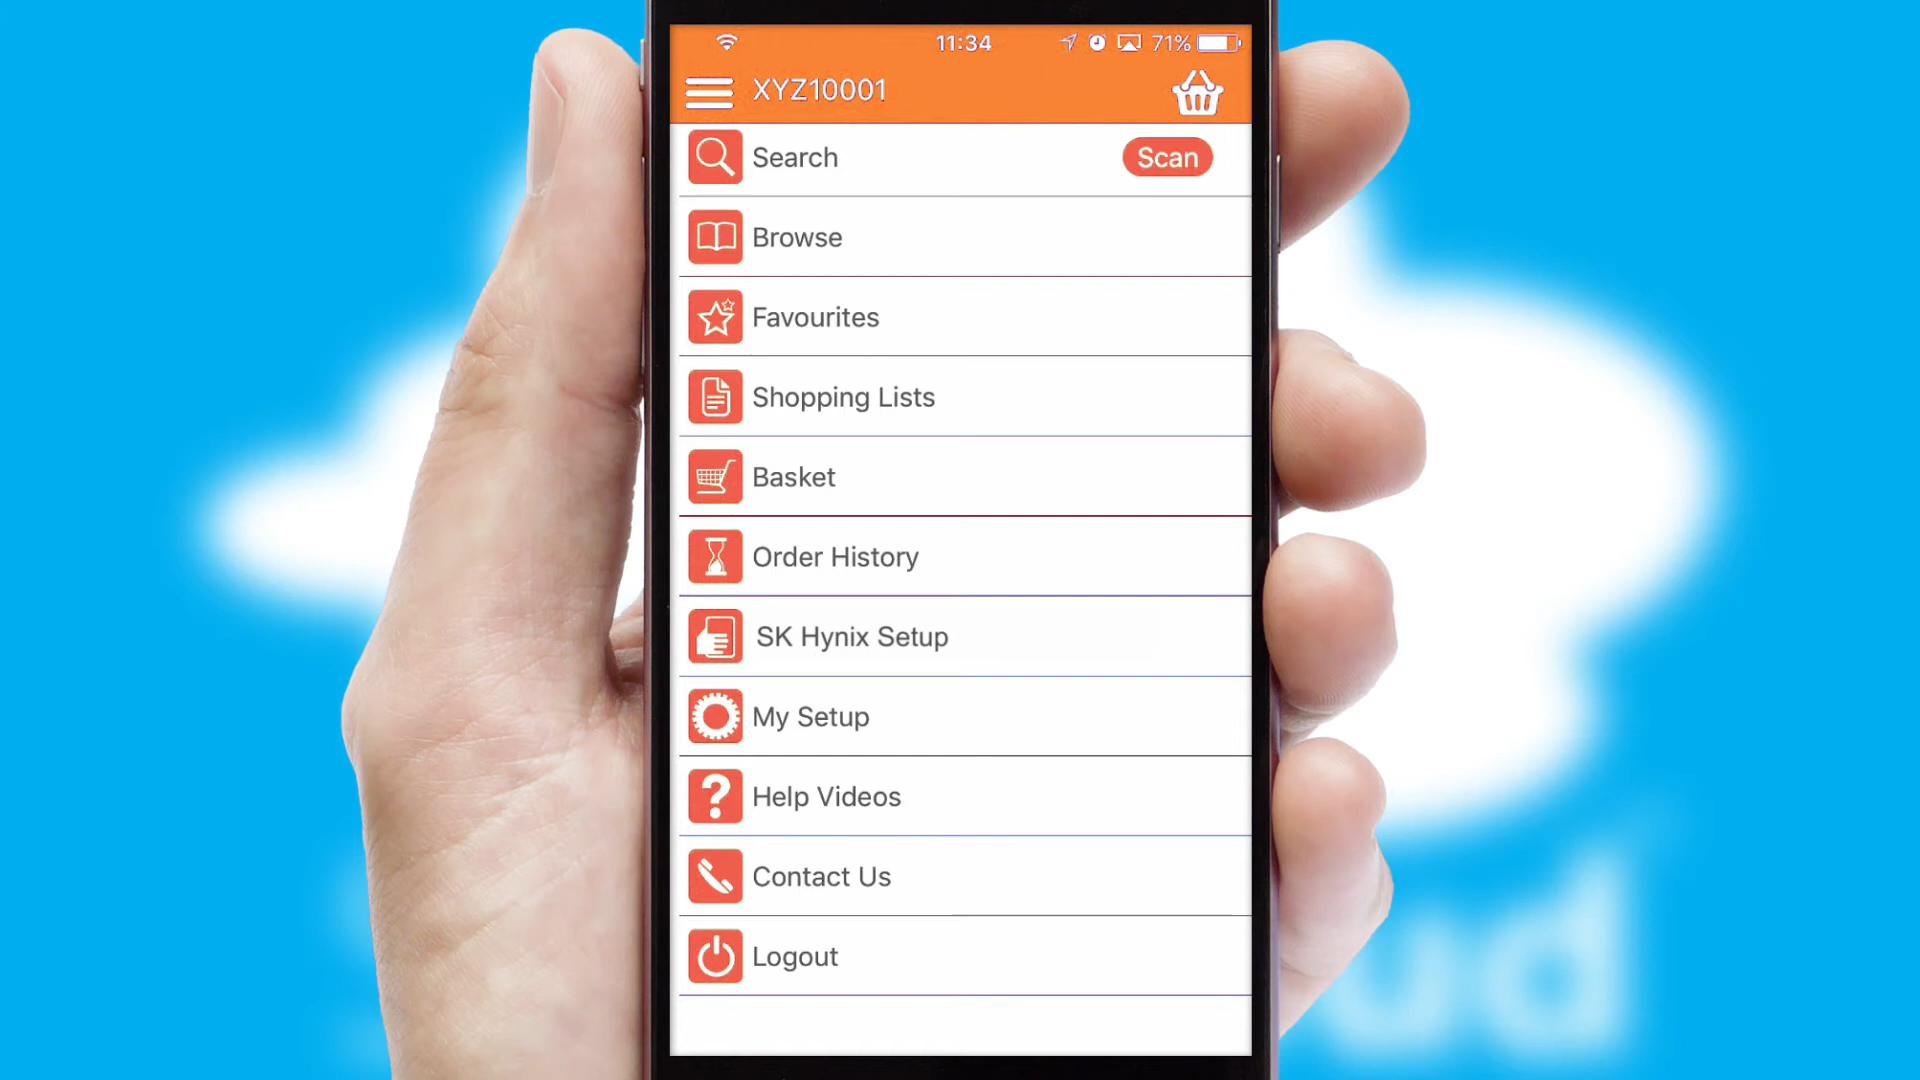 11:34 71%
XYZ10001
Search Scan
Browse
Favourites
Shopping Lists
Basket
Order History
SK Hynix Setup
My Setup
Help Videos
Contact Us
Logout